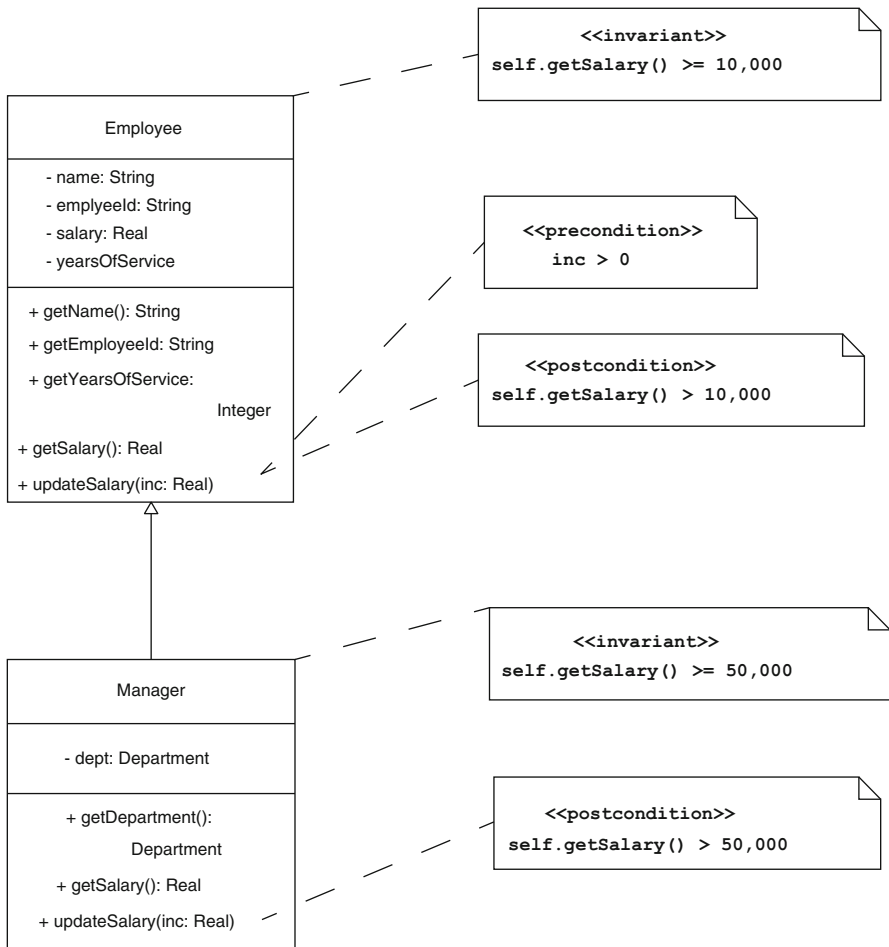 <<invariant>>
self.getSalary() >= 10,000
Employee
- name: String
- emplyeeId: String
- salary: Real
- yearsOfService
<<precondition>>
inc > 0
+ getName(): String
+ getEmployeeId: String
+ getYearsOfService:
Integer
+ getSalary(): Real
+ updateSalary(inc: Real)
<<postcondition>>
self.getSalary() > 10,000
<<invariant>>
self.getSalary() >= 50,000
Manager
- dept: Department
+ getDepartment():
Department
+ getSalary(): Real
+ updateSalary(inc: Real)
<<postcondition>>
self.getSalary() > 50,000